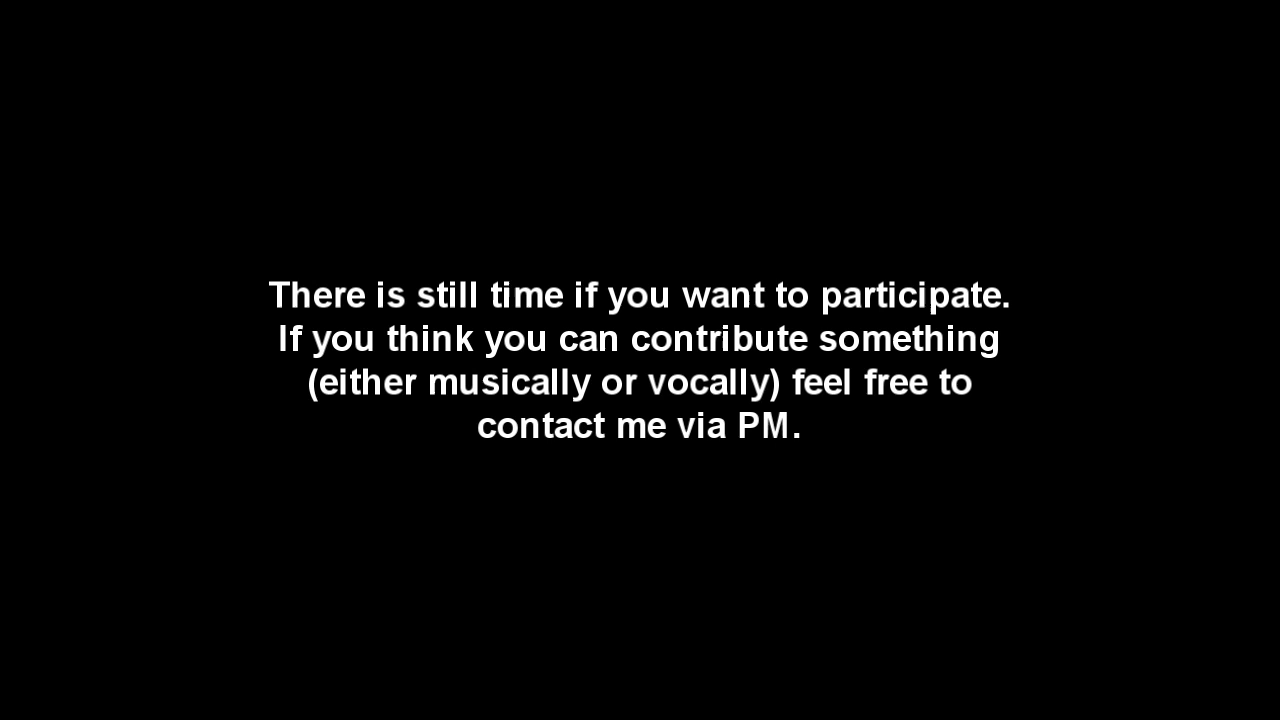 There is still time if you want to participate.
If you think you can contribute something
(either musically or vocally) feel free to
contact me via PM.